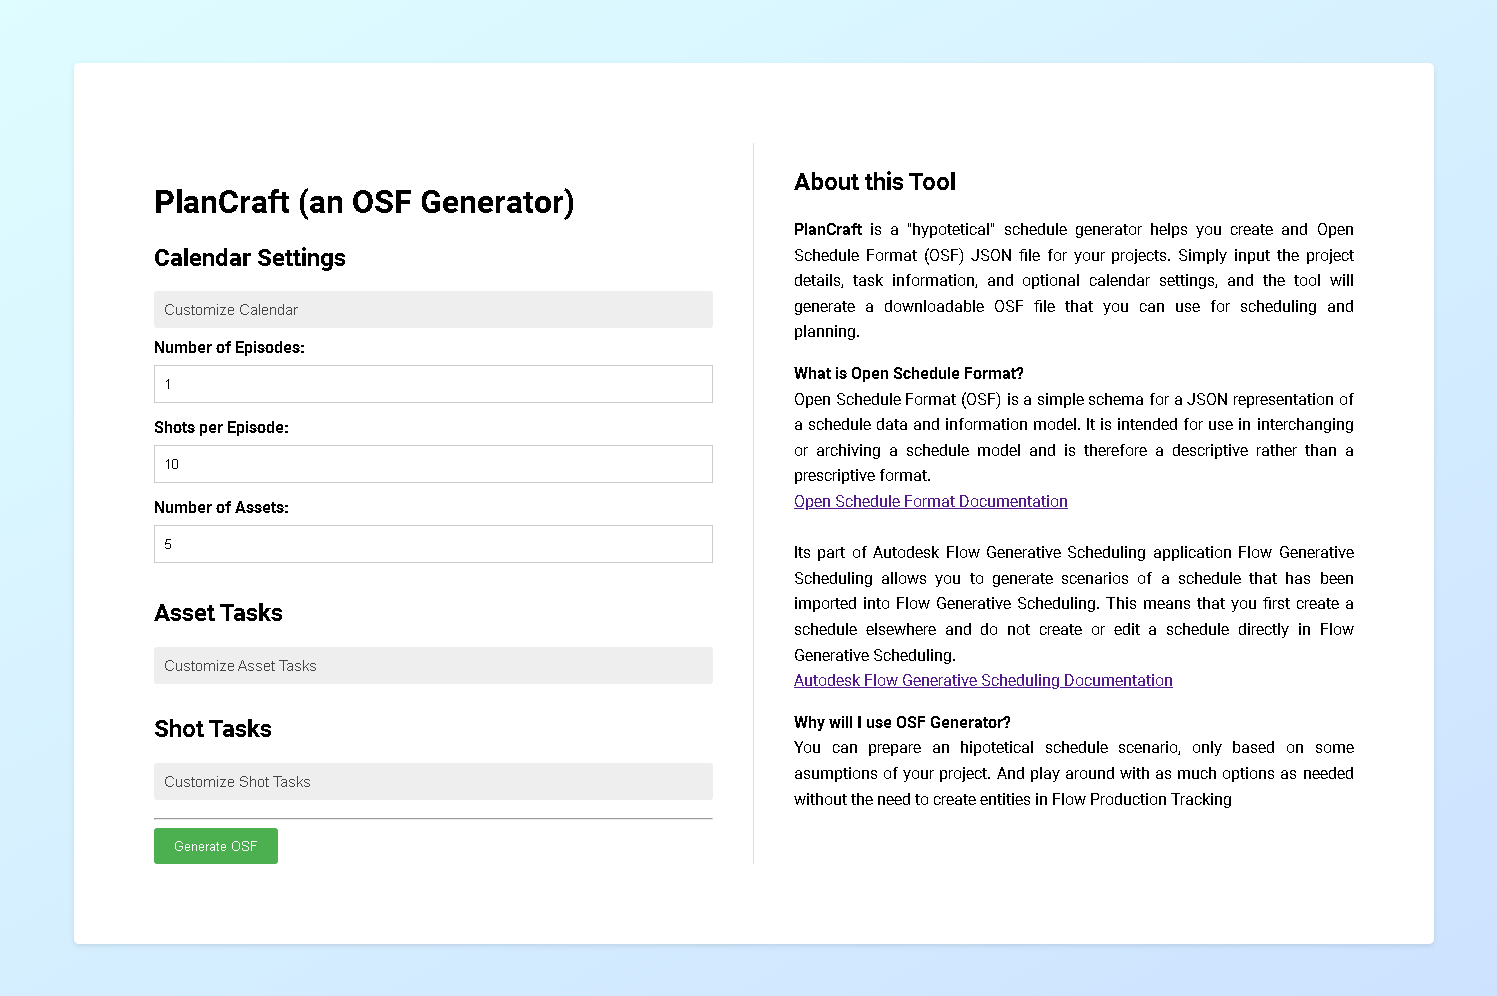 PlanCraft (an OSF Generator)
Calendar Settings
Customize Calendar
Number of Episodes:
1
Shots per Episode:
10
Number of Assets:
5
Asset Tasks
Customize Asset Tasks
Shot Tasks
Customize Shot Tasks
Generate OSF
About this Tool
PlanCraft is a "hypotetical" schedule generator helps you create and Open
Schedule Format (OSF) JSON file for your projects. Simply input the project
details, task information, and optional calendar settings, and the tool will
generate a downloadable OSF file that you can use for scheduling and
planning.
What is Open Schedule Format?
Open Schedule Format (OSF) is a simple schema for a JSON representation of
a schedule data and information model. It is intended for use in interchanging
or archiving a schedule model and is therefore a descriptive rather than a
prescriptive format.
Open Schedule Format Documentation
Its part of Autodesk Flow Generative Scheduling application Flow Generative
Scheduling allows you to generate scenarios of a schedule that has been
imported into Flow Generative Scheduling. This means that you first create a
schedule elsewhere and do not create or edit a schedule directly in Flow
Generative Scheduling.
Autodesk Flow Generative Scheduling Documentation
Why will I use OSF Generator?
You can prepare an hipotetical schedule scenario, only based on some
asumptions of your project. And play around with as much options as needed
without the need to create entities in Flow Production Tracking